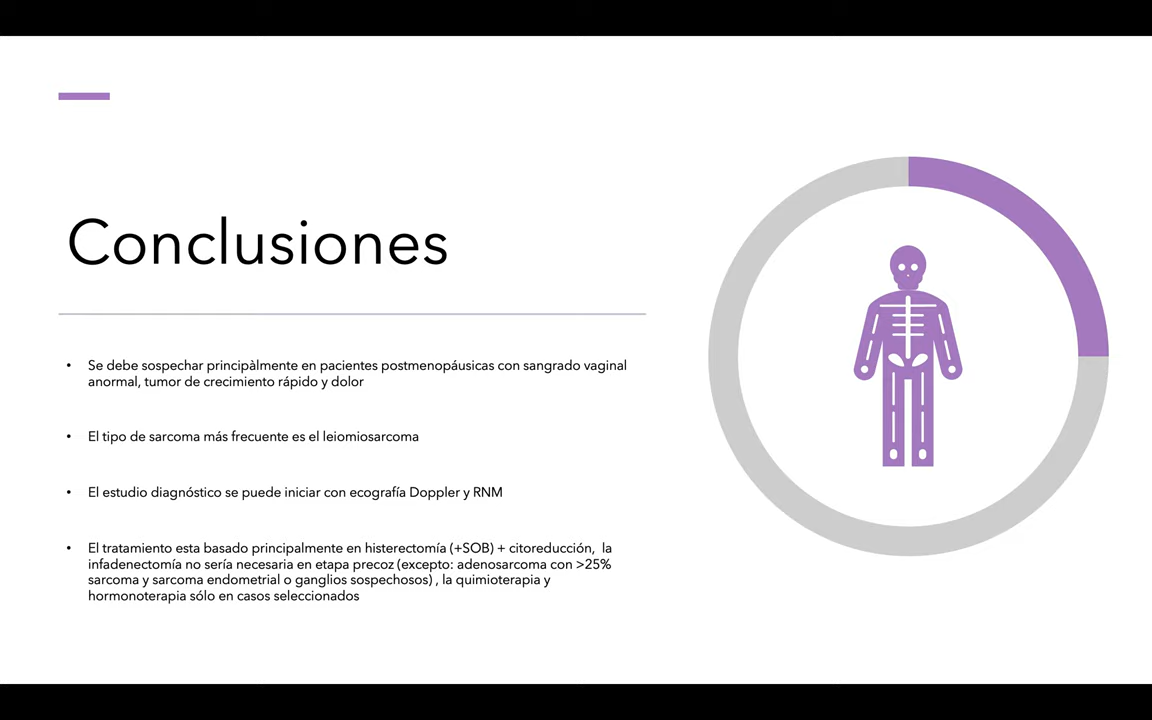 Conclusiones
• Se debe sospechar principàlmente en pacientes postmenopáusicas con sangrado vaginal
anormal, tumor de crecimiento rápido y dolor
• El tipo de sarcoma más frecuente es el leiomiosarcoma
• El estudio diagnóstico se puede iniciar con ecografía Doppler y RNM
• El tratamiento esta basado principalmente en histerectomía (+SOB) + citoreducción,  la
infadenectomía no sería necesaria en etapa precoz (excepto: adenosarcoma con >25%
sarcoma y sarcoma endometrial o ganglios sospechosos) , la quimioterapia y
hormonoterapia sólo en casos seleccionados